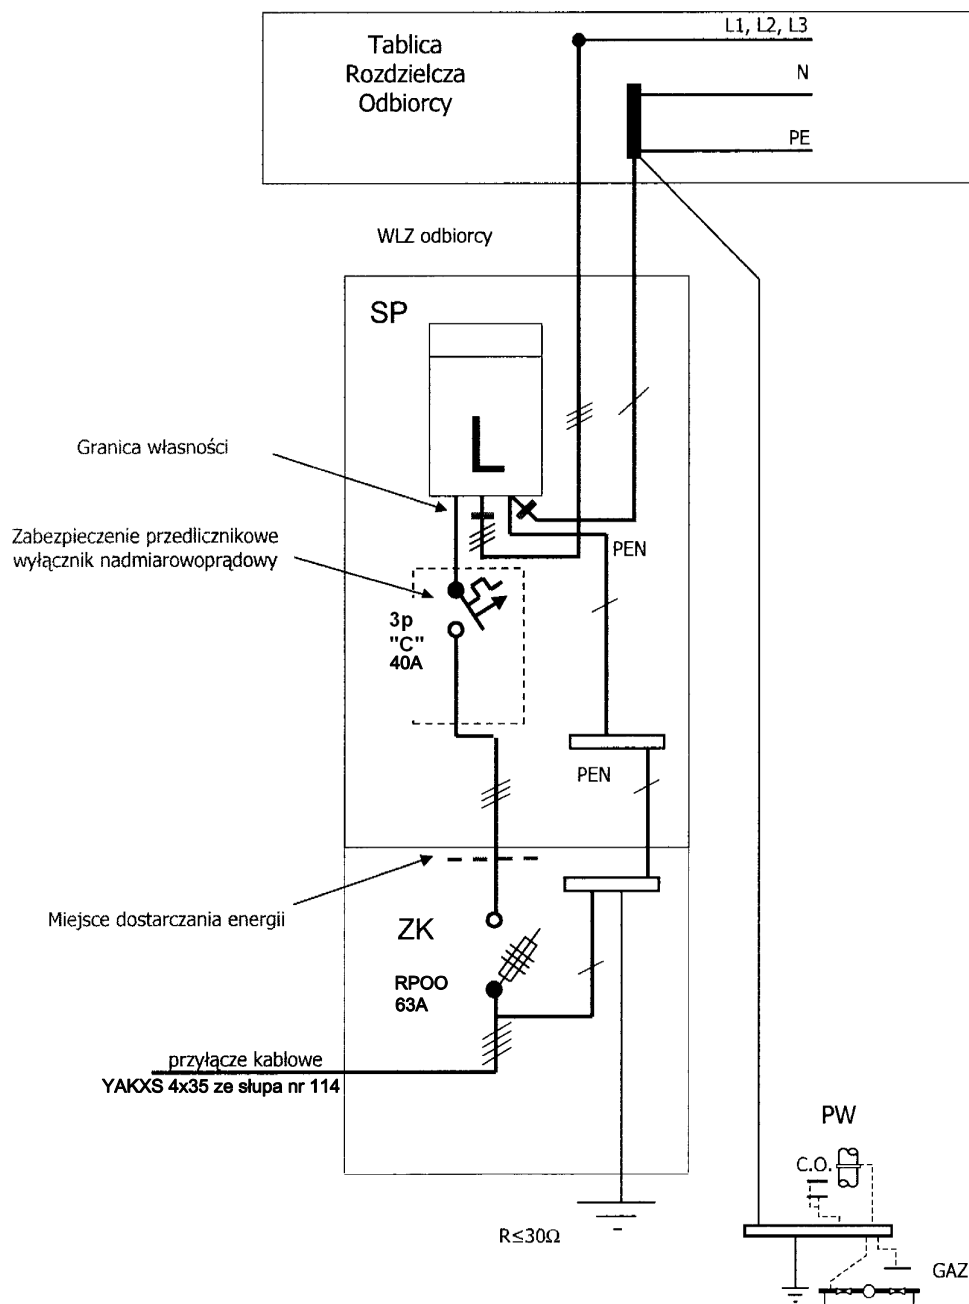 Tablica
Rozdzielcza
Odbiorcy
L1, L2, L3
N
PE
WLZ odbiorcy
SP
L
Granica własności
Zabezpieczenie przedlicznikowe
wyłącznik nadmiarowoprądowy
PEN
3p
"C"
40A
PEN
Miejsce dostarczania energii
ZK
RPOO
63A
przyłącze kablowe
YAKXS 4x35 ze słupa nr 114
PW
C.O.
R≤30Ω
GAZ